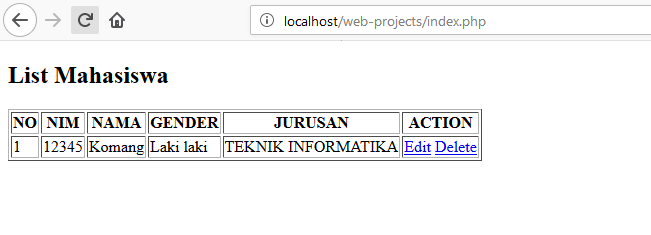 localhost/web-projects/index.php
List Mahasiswa
NO NIM NAMA GENDER JURUSAN ACTION
1 12345 Komang Laki laki TEKNIK INFORMATIKA Edit Delete